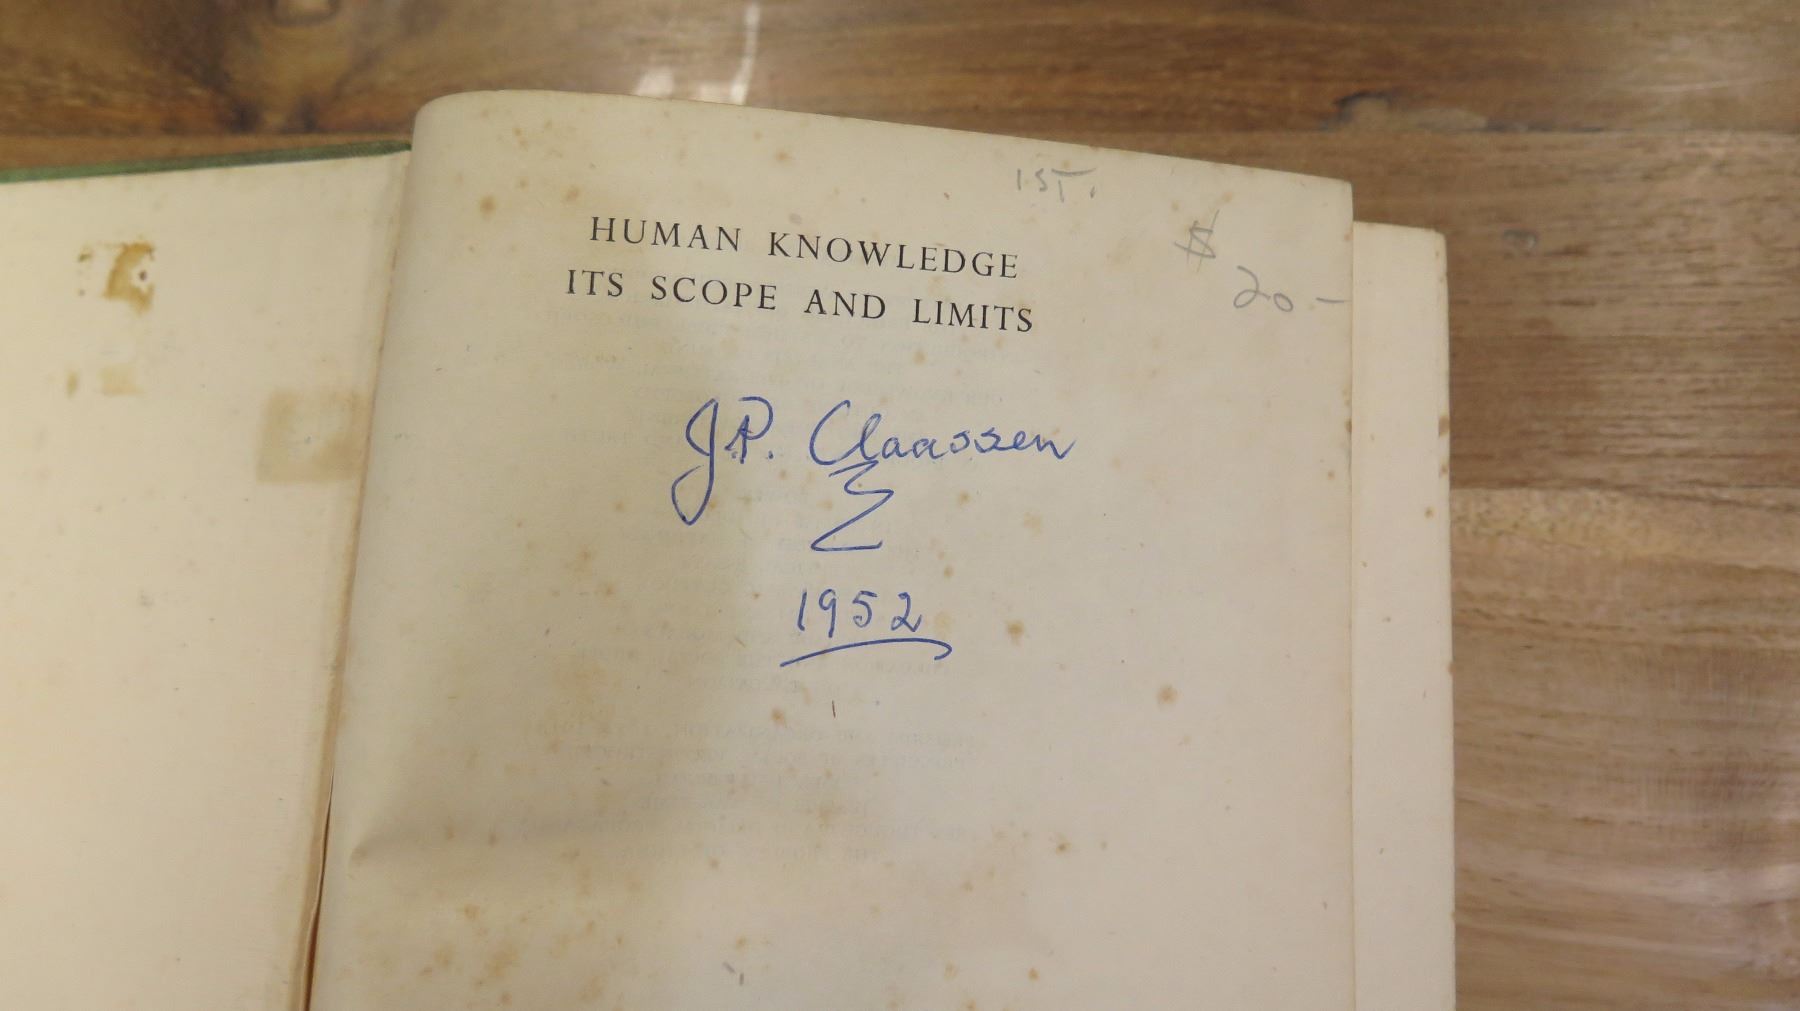 1ST.
HUMAN KNOWLEDGE
ITS SCOPE AND LIMITS
$ 20-
J.P. Claassen
1952